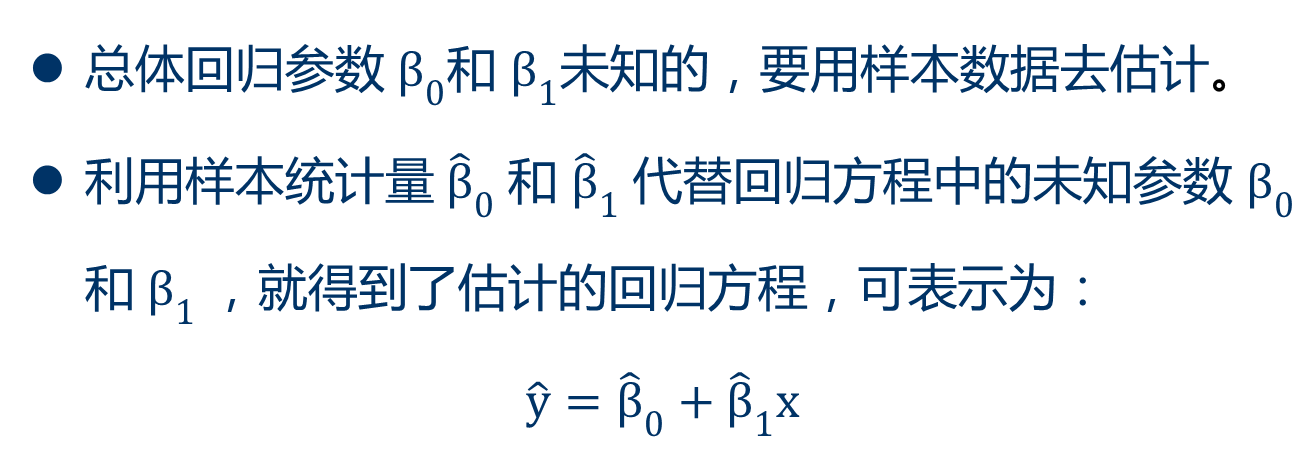 ● 总体回归参数 β₀和 β₁未知的，要用样本数据去估计。
● 利用样本统计量 β̂₀ 和 β̂₁ 代替回归方程中的未知参数 β₀
和 β₁ ，就得到了估计的回归方程，可表示为：
ŷ = β̂₀ + β̂₁x